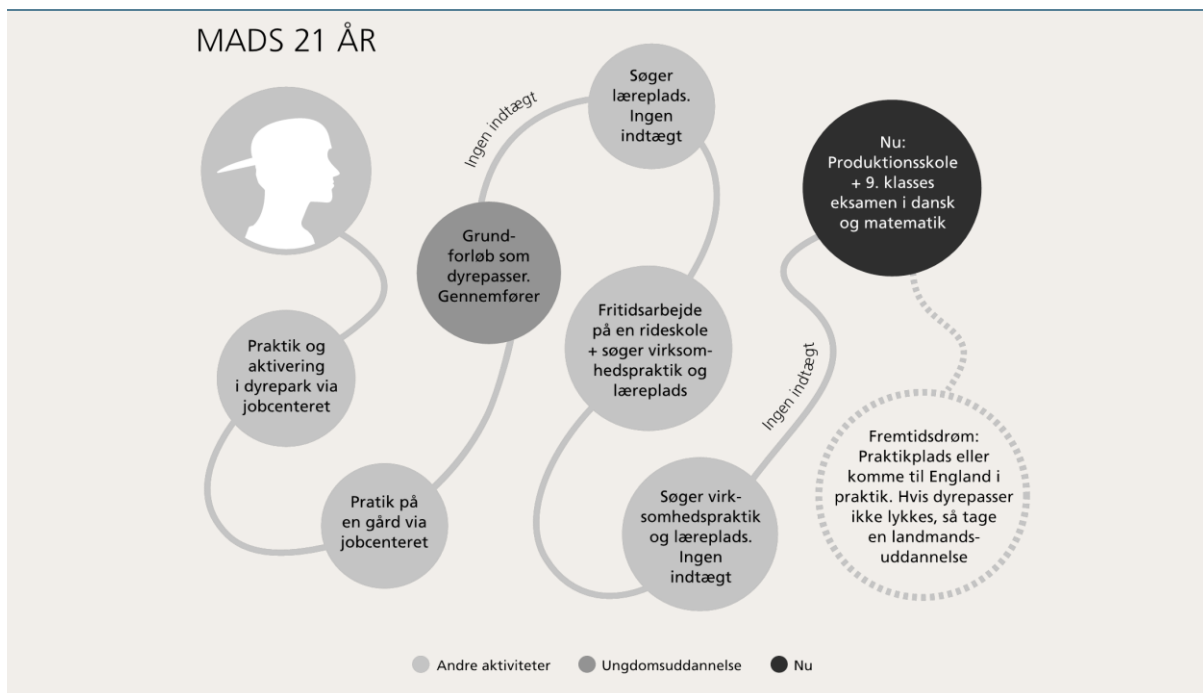 MADS 21 ÅR
Praktik og
aktivering
i dyrepark via
jobcenteret
Pratik på
en gård via
jobcenteret
Grund-
forløb som
dyrepasser.
Gennemfører
Ingen indtægt
Søger
læreplads.
Ingen
indtægt
Fritidsarbejde
på en rideskole
+ søger virksom-
hedspraktik og
læreplads
Søger virk-
somhedspraktik
og læreplads.
Ingen
indtægt
Ingen indtægt
Nu:
Produktionsskole
+ 9. klasses
eksamen i dansk
og matematik
Fremtidsdrøm:
Praktikplads eller
komme til England i
praktik. Hvis dyrepasser
ikke lykkes, så tage
en landmands-
uddannelse
Andre aktiviteter
Ungdomsuddannelse
Nu